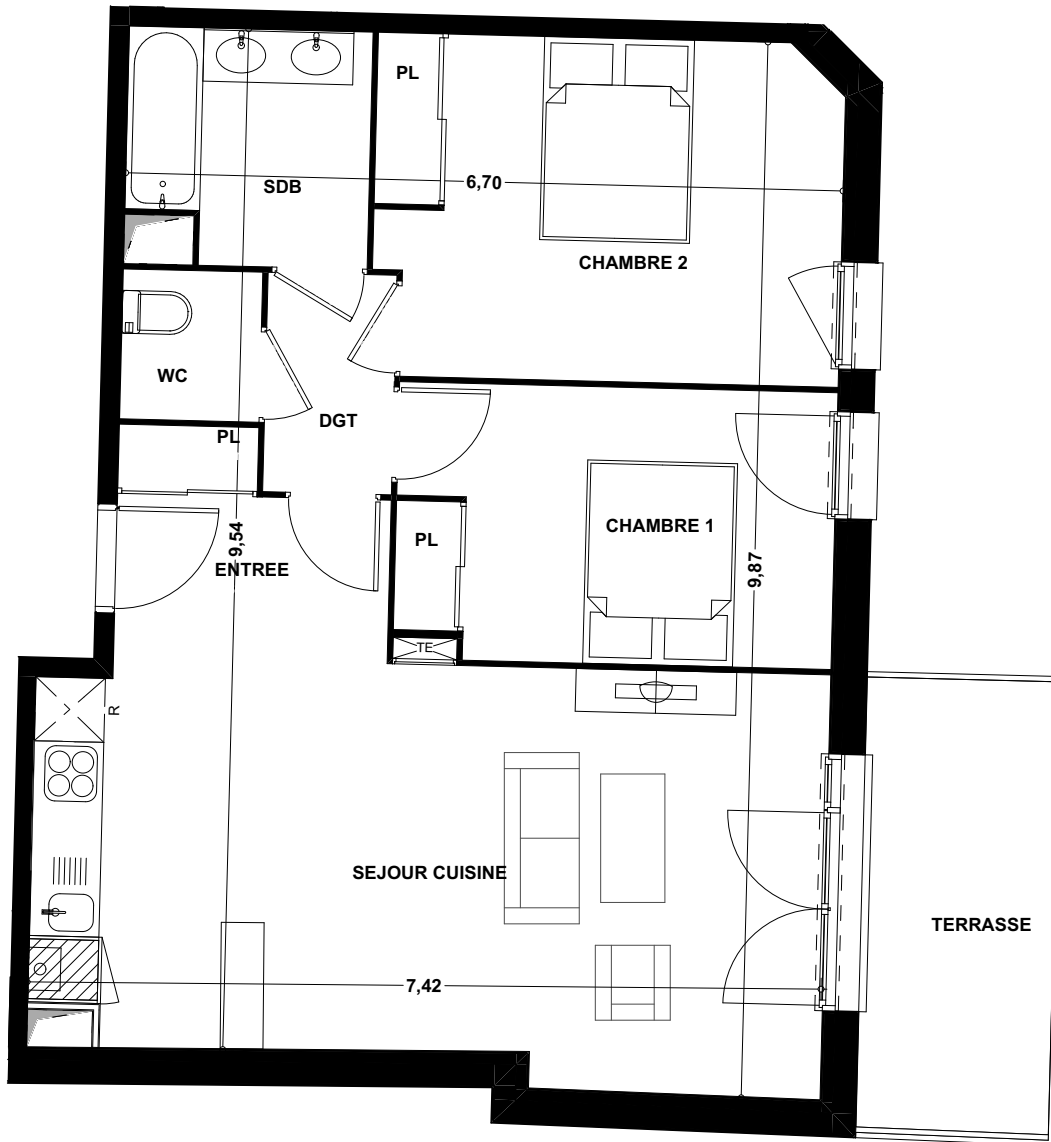 PL
SDB
6,70
CHAMBRE 2
WC
DGT
PL
9,54
ENTREE
PL
CHAMBRE 1
9,87
TE
R
SEJOUR CUISINE
TERRASSE
7,42